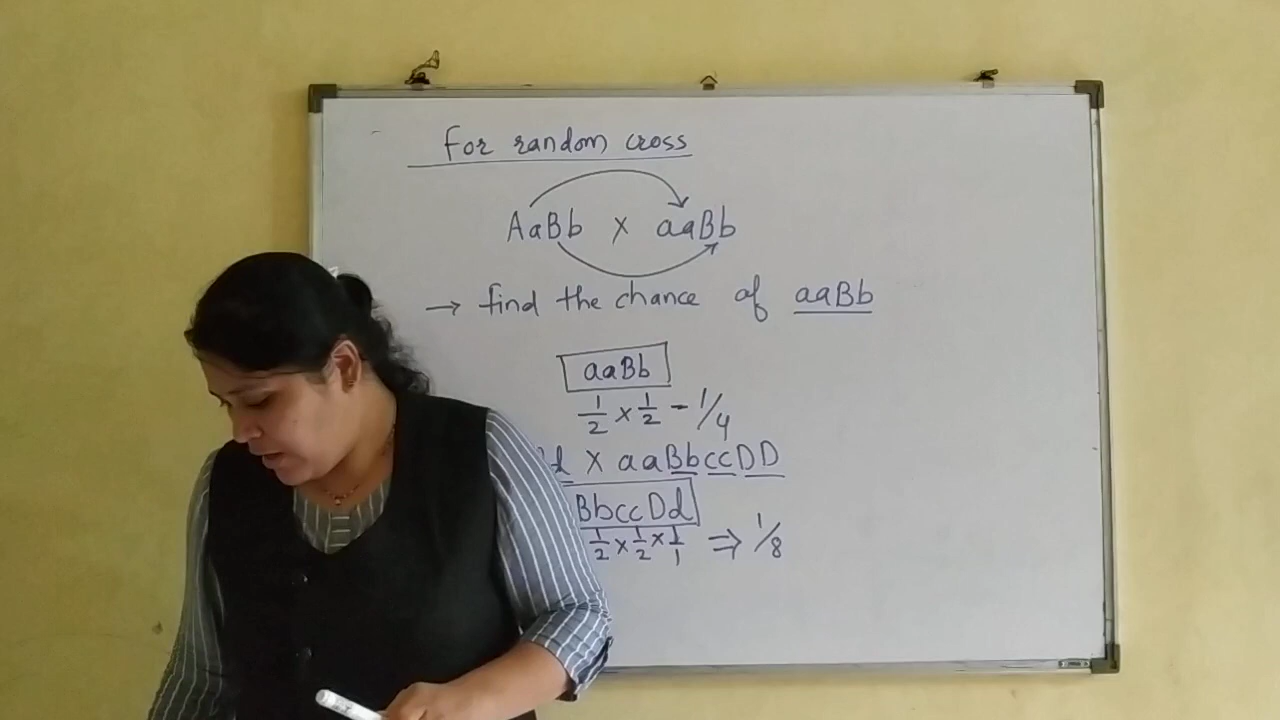 For random cross
AaBb x aaBb
→ find the chance of aaBb
aaBb
1/2 x 1/2 - 1/4
d x aaBbccDD
BbccDd
1/2 x 1/2 x 1/1 ⇒ 1/8